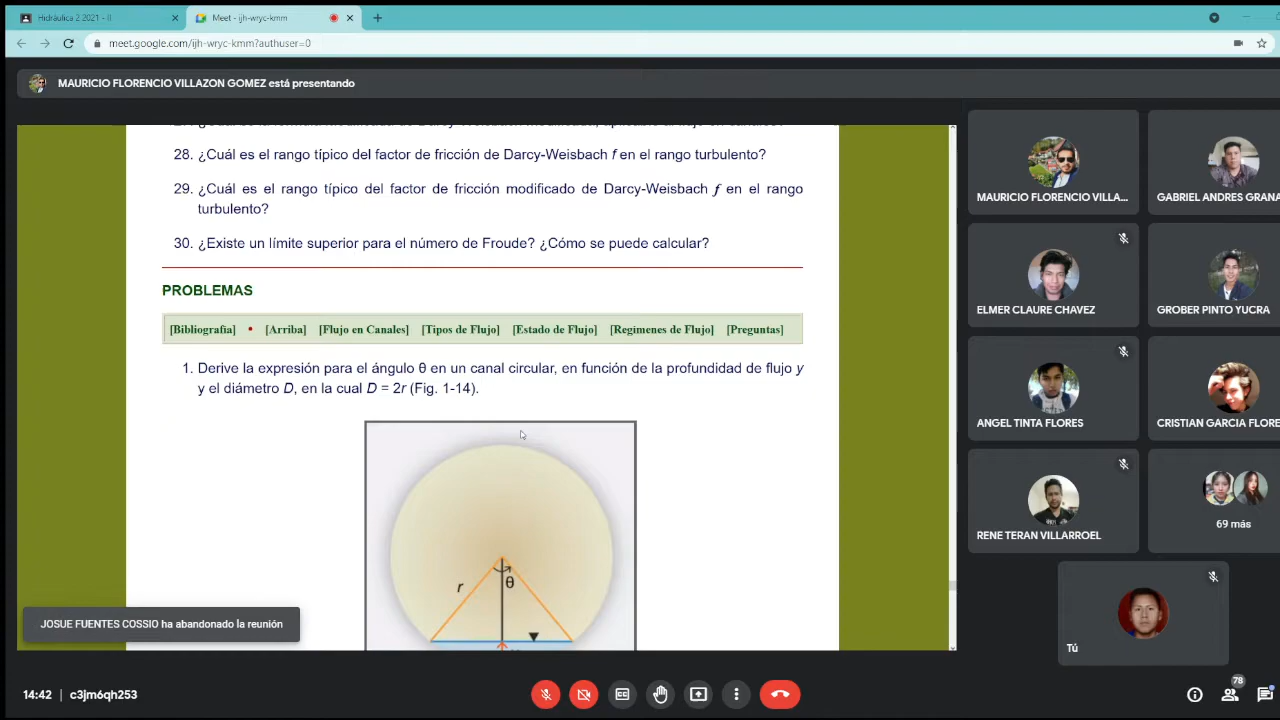 Hidráulica 2 2021 - II
Meet - ijh-wryc-kmm
meet.google.com/ijh-wryc-kmm?authuser=0
MAURICIO FLORENCIO VILLAZON GOMEZ está presentando
28. ¿Cuál es el rango típico del factor de fricción de Darcy-Weisbach f en el rango turbulento?
29. ¿Cuál es el rango típico del factor de fricción modificado de Darcy-Weisbach f en el rango
turbulento?
30. ¿Existe un límite superior para el número de Froude? ¿Cómo se puede calcular?
PROBLEMAS
[Bibliografía] • [Arriba] [Flujo en Canales] [Tipos de Flujo] [Estado de Flujo] [Regímenes de Flujo] [Preguntas]
1. Derive la expresión para el ángulo θ en un canal circular, en función de la profundidad de flujo y
y el diámetro D, en la cual D = 2r (Fig. 1-14).
r
θ
MAURICIO FLORENCIO VILLA...
GABRIEL ANDRES GRANA
ELMER CLAURE CHAVEZ
GROBER PINTO YUCRA
ANGEL TINTA FLORES
CRISTIAN GARCIA FLORE
RENE TERAN VILLARROEL
69 más
Tú
JOSUE FUENTES COSSIO ha abandonado la reunión
14:42 | c3jm6qh253
78